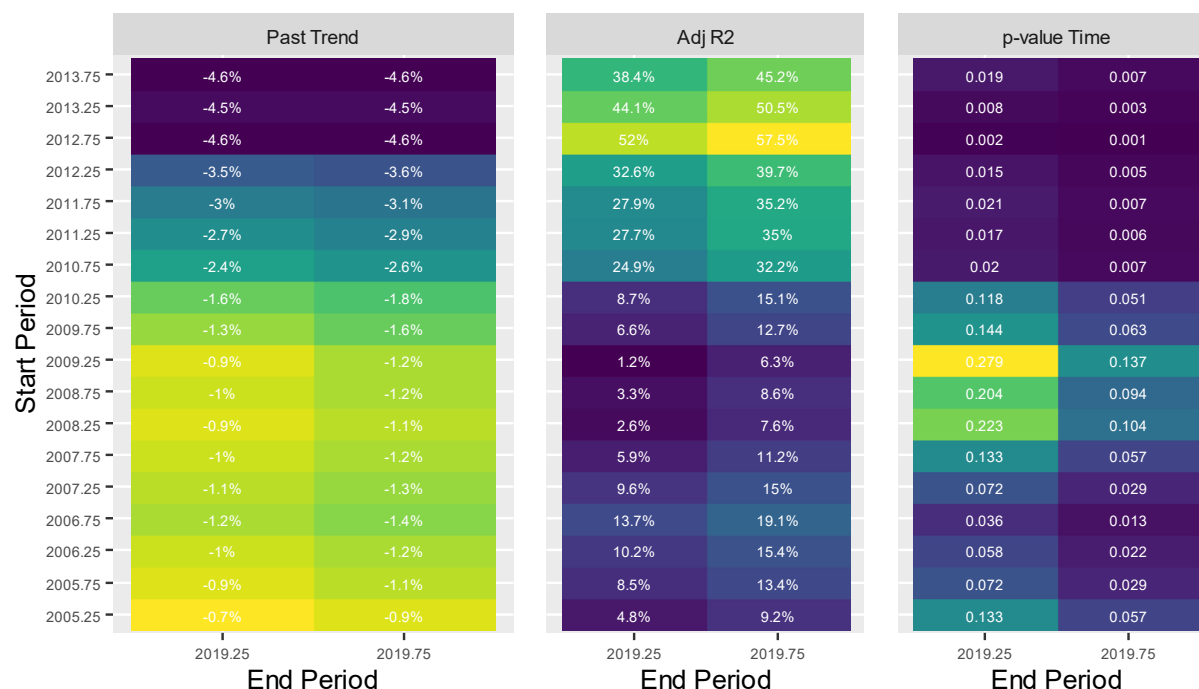 Past Trend Adj R2 p-value Time
2013.75 -4.6% -4.6% 38.4% 45.2% 0.019 0.007
2013.25 -4.5% -4.5% 44.1% 50.5% 0.008 0.003
2012.75 -4.6% -4.6% 52% 57.5% 0.002 0.001
2012.25 -3.5% -3.6% 32.6% 39.7% 0.015 0.005
2011.75 -3% -3.1% 27.9% 35.2% 0.021 0.007
2011.25 -2.7% -2.9% 27.7% 35% 0.017 0.006
2010.75 -2.4% -2.6% 24.9% 32.2% 0.02 0.007
2010.25 -1.6% -1.8% 8.7% 15.1% 0.118 0.051
2009.75 -1.3% -1.6% 6.6% 12.7% 0.144 0.063
2009.25 -0.9% -1.2% 1.2% 6.3% 0.279 0.137
2008.75 -1% -1.2% 3.3% 8.6% 0.204 0.094
2008.25 -0.9% -1.1% 2.6% 7.6% 0.223 0.104
2007.75 -1% -1.2% 5.9% 11.2% 0.133 0.057
2007.25 -1.1% -1.3% 9.6% 15% 0.072 0.029
2006.75 -1.2% -1.4% 13.7% 19.1% 0.036 0.013
2006.25 -1% -1.2% 10.2% 15.4% 0.058 0.022
2005.75 -0.9% -1.1% 8.5% 13.4% 0.072 0.029
2005.25 -0.7% -0.9% 4.8% 9.2% 0.133 0.057
Start Period
2019.25 2019.75 2019.25 2019.75 2019.25 2019.75
End Period End Period End Period